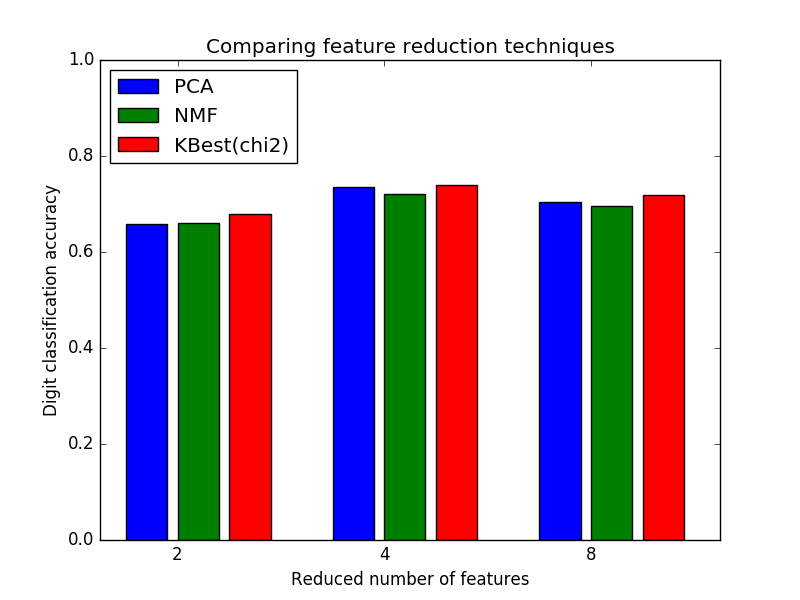 Comparing feature reduction techniques
PCA
NMF
KBest(chi2)
1.0
0.8
0.6
0.4
0.2
0.0
Digit classification accuracy
2 4 8
Reduced number of features